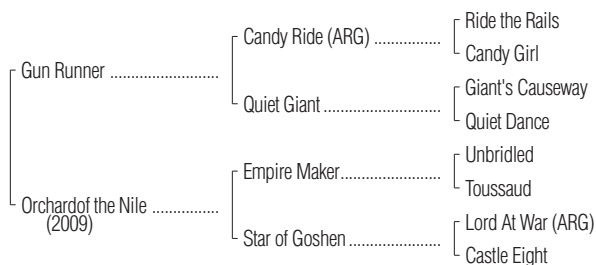 Ride the Rails
Candy Ride (ARG) ................
Candy Girl
Gun Runner ..........................
Giant's Causeway
Quiet Giant ............................
Quiet Dance
Unbridled
Empire Maker........................
Toussaud
Orchardof the Nile ................
(2009)
Lord At War (ARG)
Star of Goshen ......................
Castle Eight